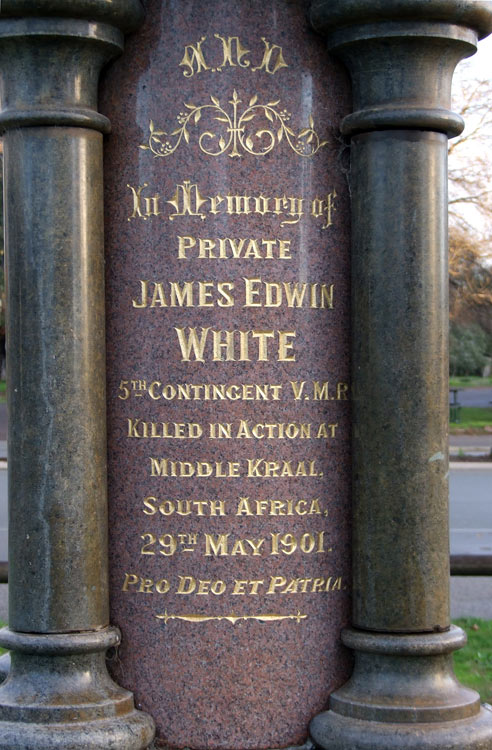 A.N.A
In Memory of
PRIVATE
JAMES EDWIN
WHITE
5TH CONTINGENT V.M.R
KILLED IN ACTION AT
MIDDLE KRAAL,
SOUTH AFRICA,
29TH MAY 1901.
PRO DEO ET PATRIA.